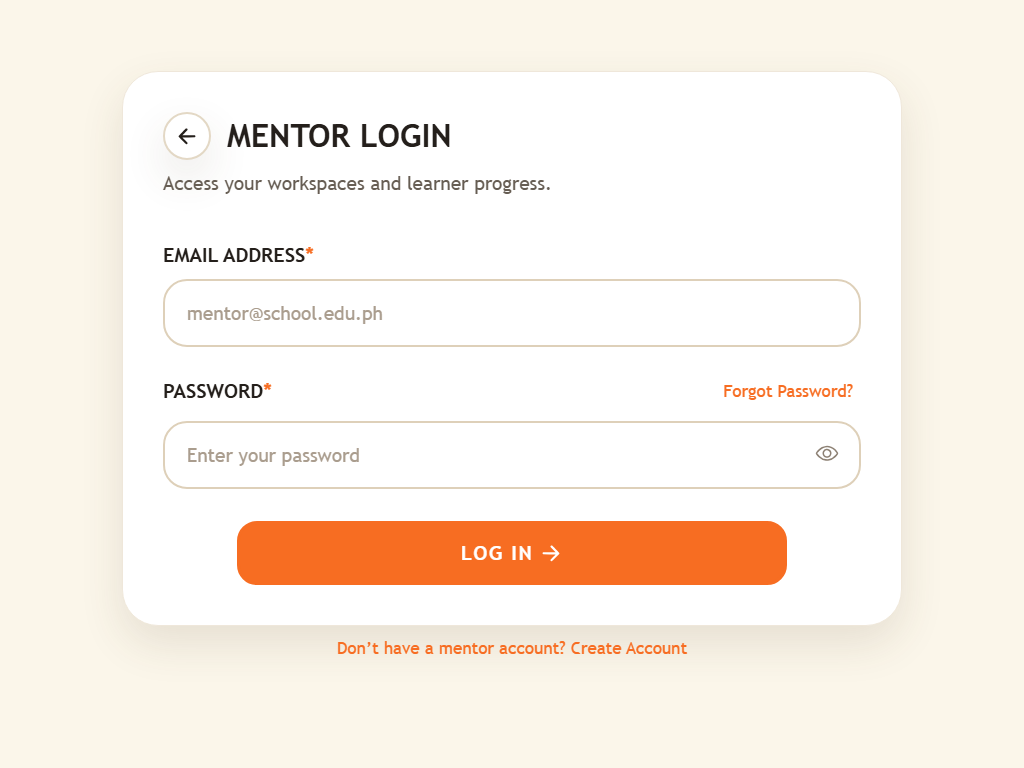 MENTOR LOGIN
Access your workspaces and learner progress.
EMAIL ADDRESS*
mentor@school.edu.ph
PASSWORD*
Forgot Password?
Enter your password
LOG IN →
Don’t have a mentor account? Create Account